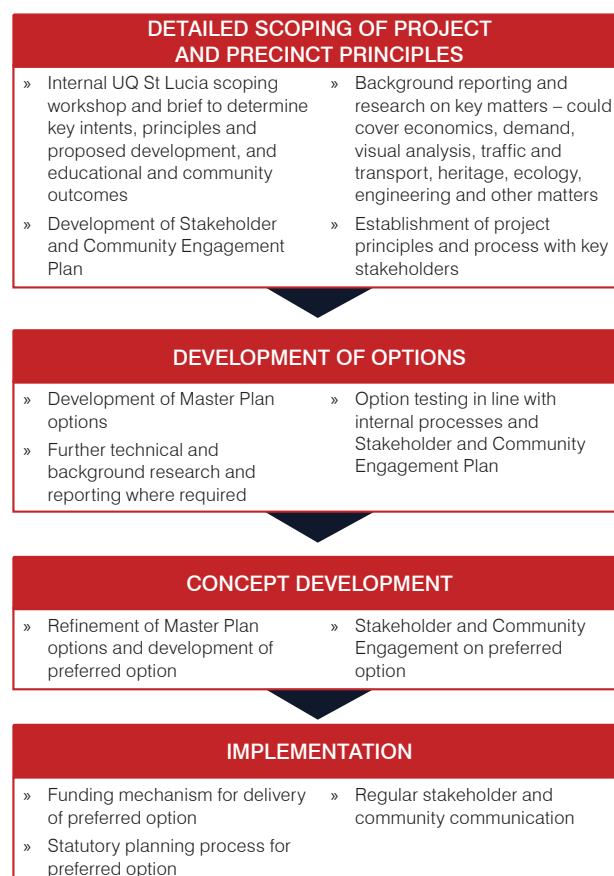 DETAILED SCOPING OF PROJECT
AND PRECINCT PRINCIPLES
» Internal UQ St Lucia scoping
workshop and brief to determine
key intents, principles and
proposed development, and
educational and community
outcomes
» Development of Stakeholder
and Community Engagement
Plan
» Background reporting and
research on key matters – could
cover economics, demand,
visual analysis, traffic and
transport, heritage, ecology,
engineering and other matters
» Establishment of project
principles and process with key
stakeholders
DEVELOPMENT OF OPTIONS
» Development of Master Plan
options
» Further technical and
background research and
reporting where required
» Option testing in line with
internal processes and
Stakeholder and Community
Engagement Plan
CONCEPT DEVELOPMENT
» Refinement of Master Plan
options and development of
preferred option
» Stakeholder and Community
Engagement on preferred
option
IMPLEMENTATION
» Funding mechanism for delivery
of preferred option
» Statutory planning process for
preferred option
» Regular stakeholder and
community communication